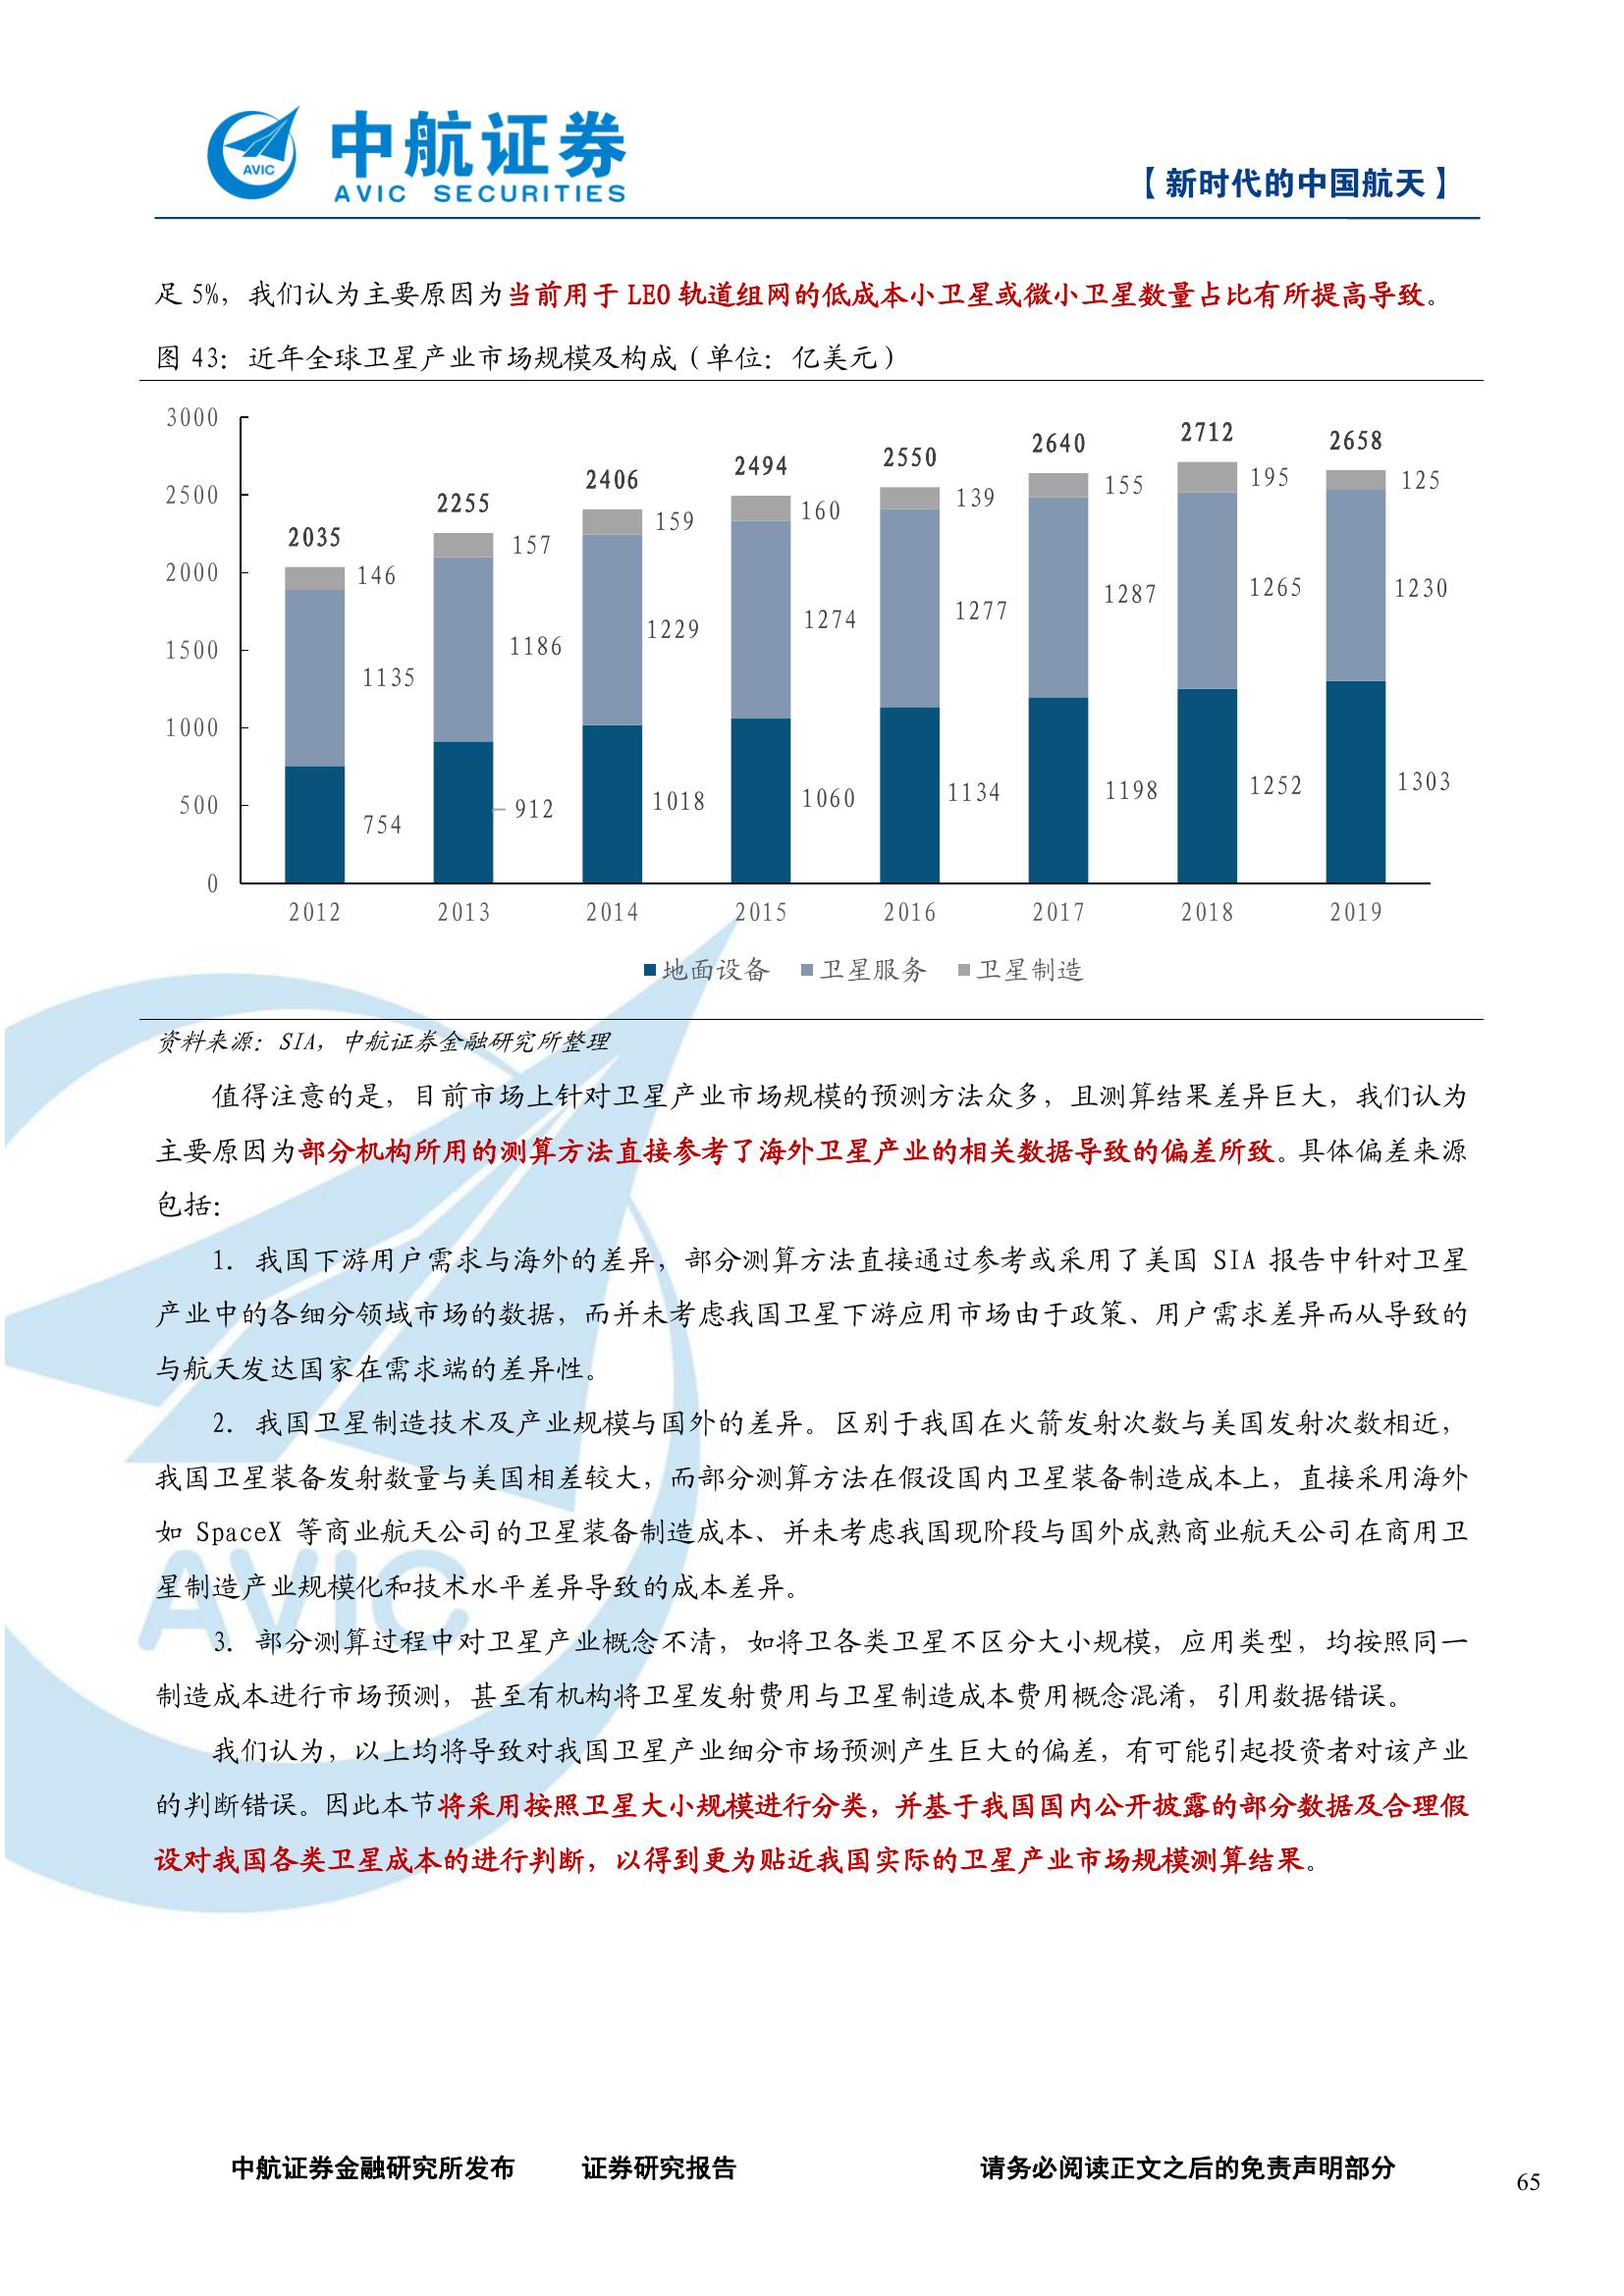 中航证券
AVIC SECURITIES
AVIC
【新时代的中国航天】
足 5%，我们认为主要原因为当前用于 LEO 轨道组网的低成本小卫星或微小卫星数量占比有所提高导致。
图 43：近年全球卫星产业市场规模及构成（单位：亿美元）
3000
2500
2000
1500
1000
500
0
2035
2255
2406
2494
2550
2640
2712
2658
146
157
159
160
139
155
195
125
1135
1186
1229
1274
1277
1287
1265
1230
754
912
1018
1060
1134
1198
1252
1303
2012 2013 2014 2015 2016 2017 2018 2019
地面设备 卫星服务 卫星制造
资料来源：SIA，中航证券金融研究所整理
值得注意的是，目前市场上针对卫星产业市场规模的预测方法众多，且测算结果差异巨大，我们认为
主要原因为部分机构所用的测算方法直接参考了海外卫星产业的相关数据导致的偏差所致。具体偏差来源
包括：
1. 我国下游用户需求与海外的差异，部分测算方法直接通过参考或采用了美国 SIA 报告中针对卫星
产业中的各细分领域市场的数据，而并未考虑我国卫星下游应用市场由于政策、用户需求差异而从导致的
与航天发达国家在需求端的差异性。
2. 我国卫星制造技术及产业规模与国外的差异。区别于我国在火箭发射次数与美国发射次数相近，
我国卫星装备发射数量与美国相差较大，而部分测算方法在假设国内卫星装备制造成本上，直接采用海外
如 SpaceX 等商业航天公司的卫星装备制造成本、并未考虑我国现阶段与国外成熟商业航天公司在商用卫
星制造产业规模化和技术水平差异导致的成本差异。
3. 部分测算过程中对卫星产业概念不清，如将卫各类卫星不区分大小规模，应用类型，均按照同一
制造成本进行市场预测，甚至有机构将卫星发射费用与卫星制造成本费用概念混淆，引用数据错误。
我们认为，以上均将导致对我国卫星产业细分市场预测产生巨大的偏差，有可能引起投资者对该产业
的判断错误。因此本节将采用按照卫星大小规模进行分类，并基于我国国内公开披露的部分数据及合理假
设对我国各类卫星成本的进行判断，以得到更为贴近我国实际的卫星产业市场规模测算结果。
AVIC
中航证券金融研究所发布 证券研究报告 请务必阅读正文之后的免责声明部分
65